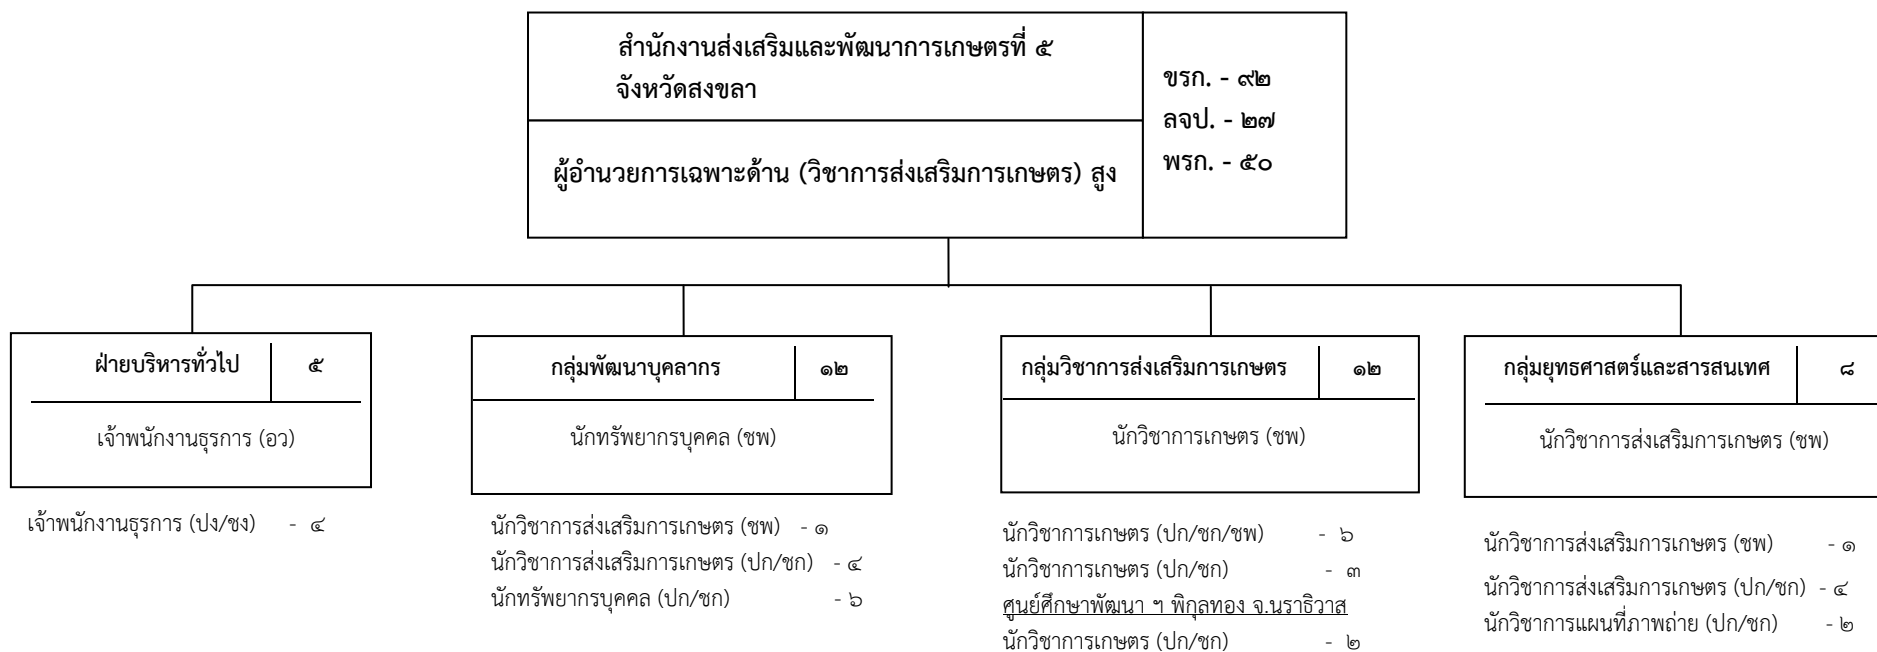 สำนักงานส่งเสริมและพัฒนาการเกษตรที่ ๕
จังหวัดสงขลา
ผู้อำนวยการเฉพาะด้าน (วิชาการส่งเสริมการเกษตร) สูง
ขรก. - ๙๒
ลจป. - ๒๗
พรก. - ๕๐
ฝ่ายบริหารทั่วไป ๕
เจ้าพนักงานธุรการ (อว)
เจ้าพนักงานธุรการ (ปง/ชง) - ๔
กลุ่มพัฒนาบุคลากร ๑๒
นักทรัพยากรบุคคล (ชพ)
นักวิชาการส่งเสริมการเกษตร (ชพ) - ๑
นักวิชาการส่งเสริมการเกษตร (ปก/ชก) - ๔
นักทรัพยากรบุคคล (ปก/ชก) - ๖
กลุ่มวิชาการส่งเสริมการเกษตร ๑๒
นักวิชาการเกษตร (ชพ)
นักวิชาการเกษตร (ปก/ชก/ชพ) - ๖
นักวิชาการเกษตร (ปก/ชก) - ๓
ศูนย์ศึกษาพัฒนา ฯ พิกุลทอง จ.นราธิวาส
นักวิชาการเกษตร (ปก/ชก) - ๒
กลุ่มยุทธศาสตร์และสารสนเทศ ๘
นักวิชาการส่งเสริมการเกษตร (ชพ)
นักวิชาการส่งเสริมการเกษตร (ชพ) - ๑
นักวิชาการส่งเสริมการเกษตร (ปก/ชก) - ๔
นักวิชาการแผนที่ภาพถ่าย (ปก/ชก) - ๒